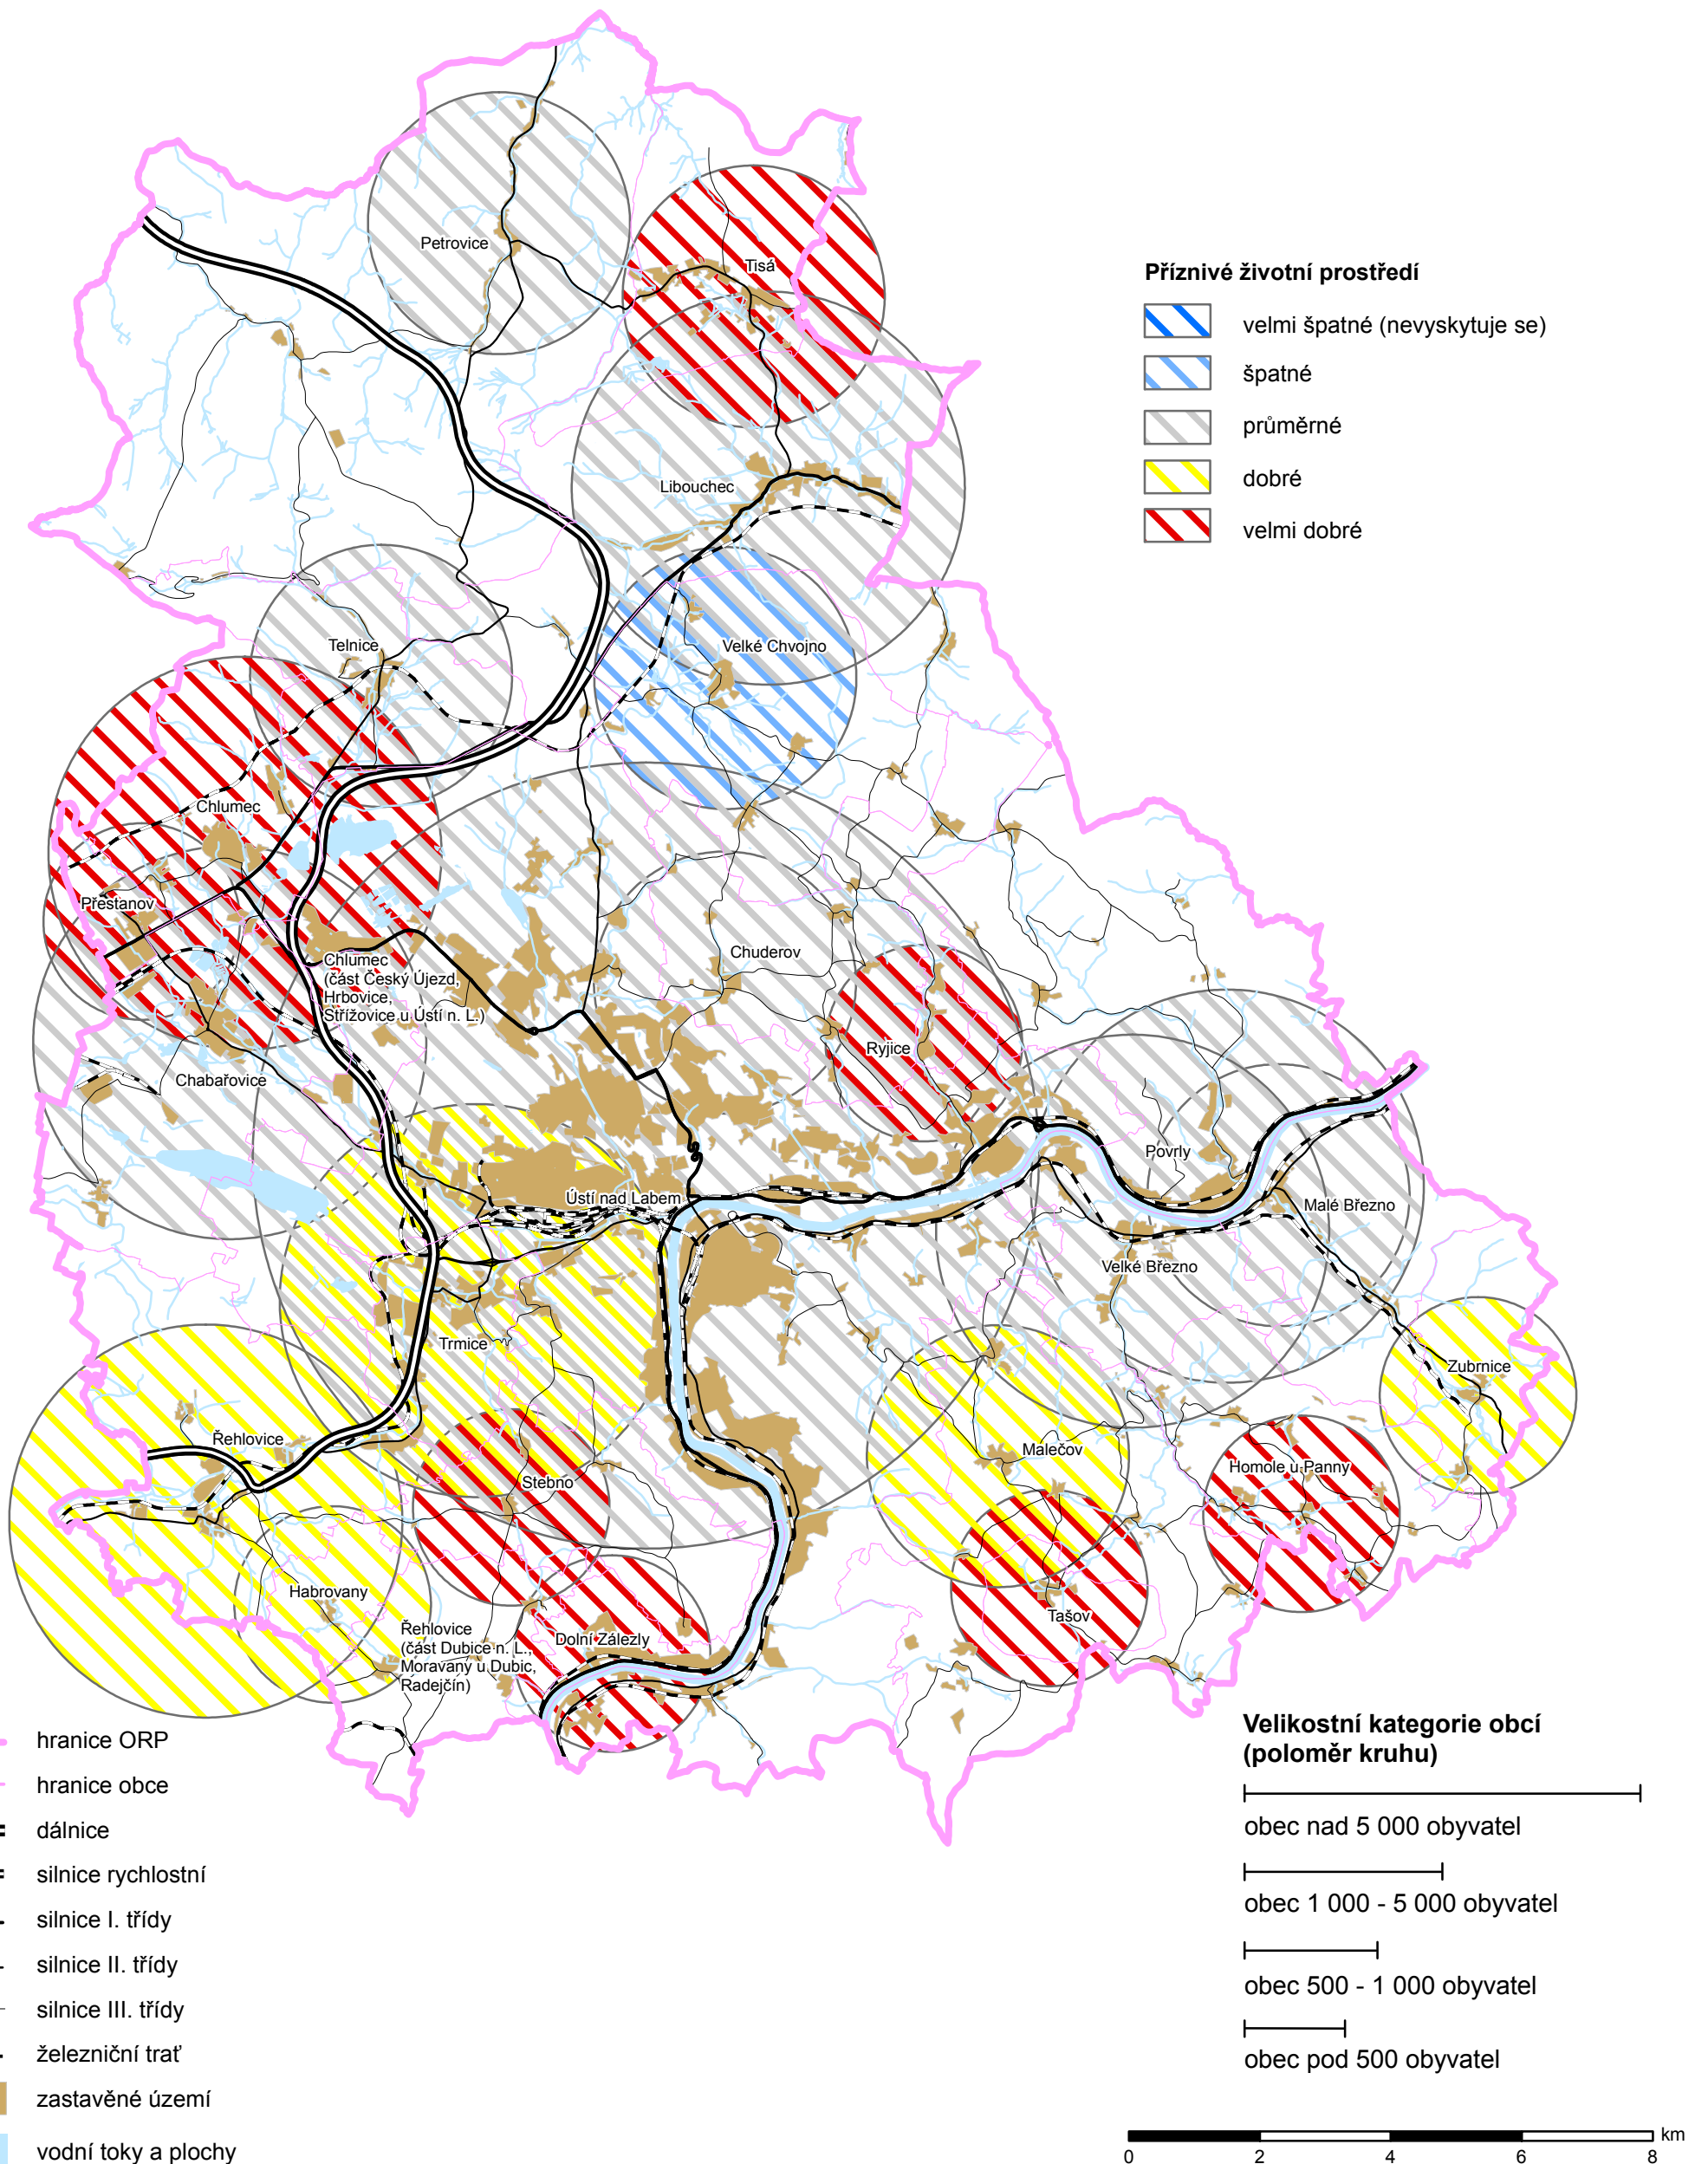 Petrovice
Tisá
Příznivé životní prostředí
velmi špatné (nevyskytuje se)
špatné
průměrné
dobré
velmi dobré
Libouchec
Telnice
Velké Chvojno
Chlumec
Přestanov
Chlumec
(část Český Újezd,
Hrbovice,
Střížovice u Ústí n. L.)
Chuderov
Ryjice
Chabařovice
Povrly
Ústí nad Labem
Malé Březno
Velké Březno
Trmice
Zubrnice
Řehlovice
Malečov
Homole u Panny
Stebno
Habrovany
Tašov
Řehlovice
(část Dubice n. L.,
Moravany u Dubic,
Radejčín)
Dolní Zálezly
hranice ORP
hranice obce
dálnice
silnice rychlostní
silnice I. třídy
silnice II. třídy
silnice III. třídy
železniční trať
zastavěné území
vodní toky a plochy
Velikostní kategorie obcí
(poloměr kruhu)
obec nad 5 000 obyvatel
obec 1 000 - 5 000 obyvatel
obec 500 - 1 000 obyvatel
obec pod 500 obyvatel
km
0 2 4 6 8